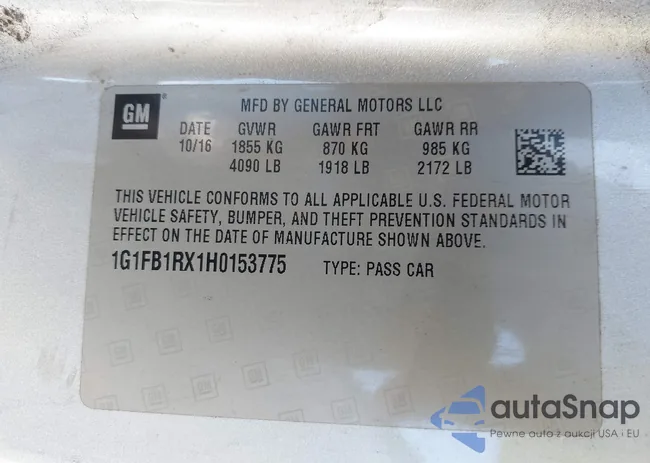 GM
MFD BY GENERAL MOTORS LLC
DATE GVWR GAWR FRT GAWR RR
10/16 1855 KG 870 KG 985 KG
4090 LB 1918 LB 2172 LB
THIS VEHICLE CONFORMS TO ALL APPLICABLE U.S. FEDERAL MOTOR
VEHICLE SAFETY, BUMPER, AND THEFT PREVENTION STANDARDS IN
EFFECT ON THE DATE OF MANUFACTURE SHOWN ABOVE.
1G1FB1RX1H0153775 TYPE: PASS CAR
autaSnap
Pewne auto z aukcji USA i EU